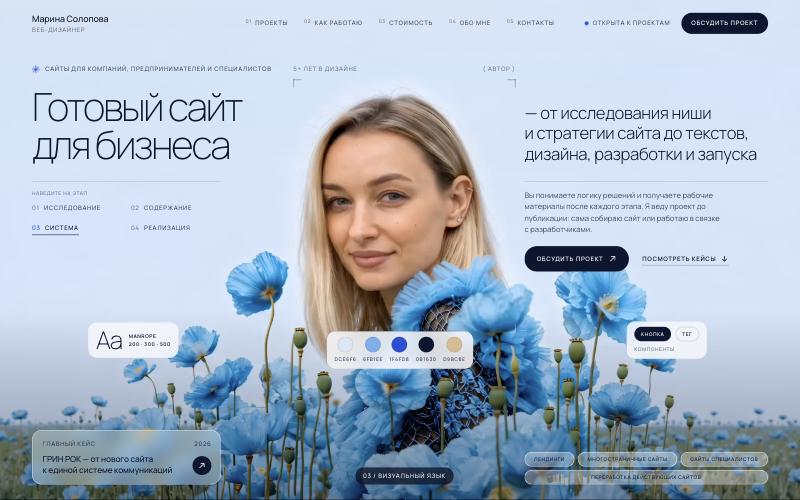 Марина Солопова
ВЕБ-ДИЗАЙНЕР
01 ПРОЕКТЫ
02 КАК РАБОТАЮ
03 СТОИМОСТЬ
04 ОБО МНЕ
05 КОНТАКТЫ
ОТКРЫТА К ПРОЕКТАМ
ОБСУДИТЬ ПРОЕКТ
САЙТЫ ДЛЯ КОМПАНИЙ, ПРЕДПРИНИМАТЕЛЕЙ И СПЕЦИАЛИСТОВ
5+ ЛЕТ В ДИЗАЙНЕ
( АВТОР )
Готовый сайт
для бизнеса
— от исследования ниши
и стратегии сайта до текстов,
дизайна, разработки и запуска
НАВЕДИТЕ НА ЭТАП
01 ИССЛЕДОВАНИЕ
02 СОДЕРЖАНИЕ
03 СИСТЕМА
04 РЕАЛИЗАЦИЯ
Вы понимаете логику решений и получаете рабочие
материалы после каждого этапа. Я веду проект до
публикации: сама собираю сайт или работаю в связке
с разработчиками.
ОБСУДИТЬ ПРОЕКТ
ПОСМОТРЕТЬ КЕЙСЫ
Aa
MANROPE
200 · 300 · 500
DCE6F6 6FB1EE 1F4FD8 0B1630 D9BC8E
КНОПКА
ТЕГ
КОМПОНЕНТЫ
ГЛАВНЫЙ КЕЙС
2026
ГРИН РОК — от нового сайта
к единой системе коммуникаций
03 / ВИЗУАЛЬНЫЙ ЯЗЫК
ЛЕНДИНГИ
МНОГОСТРАНИЧНЫЕ САЙТЫ
САЙТЫ СПЕЦИАЛИСТОВ
ПЕРЕРАБОТКА ДЕЙСТВУЮЩИХ САЙТОВ